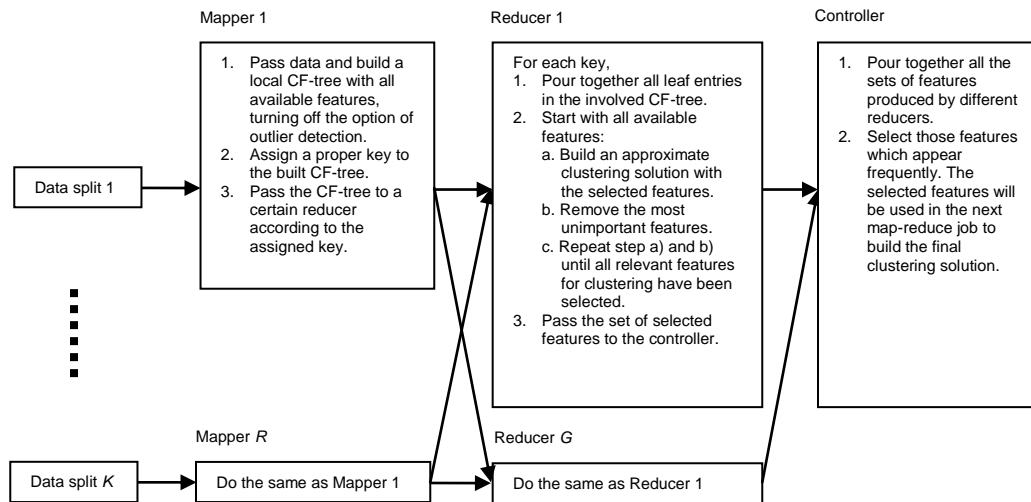 Mapper 1
Reducer 1
Controller
Data split 1
1. Pass data and build a
local CF-tree with all
available features,
turning off the option of
outlier detection.
2. Assign a proper key to
the built CF-tree.
3. Pass the CF-tree to a
certain reducer
according to the
assigned key.
For each key,
1. Pour together all leaf entries
in the involved CF-tree.
2. Start with all available
features:
a. Build an approximate
clustering solution with
the selected features.
b. Remove the most
unimportant features.
c. Repeat step a) and b)
until all relevant features
for clustering have been
selected.
3. Pass the set of selected
features to the controller.
1. Pour together all the
sets of features
produced by different
reducers.
2. Select those features
which appear
frequently. The
selected features will
be used in the next
map-reduce job to
build the final
clustering solution.
Mapper R
Reducer G
Data split K
Do the same as Mapper 1
Do the same as Reducer 1